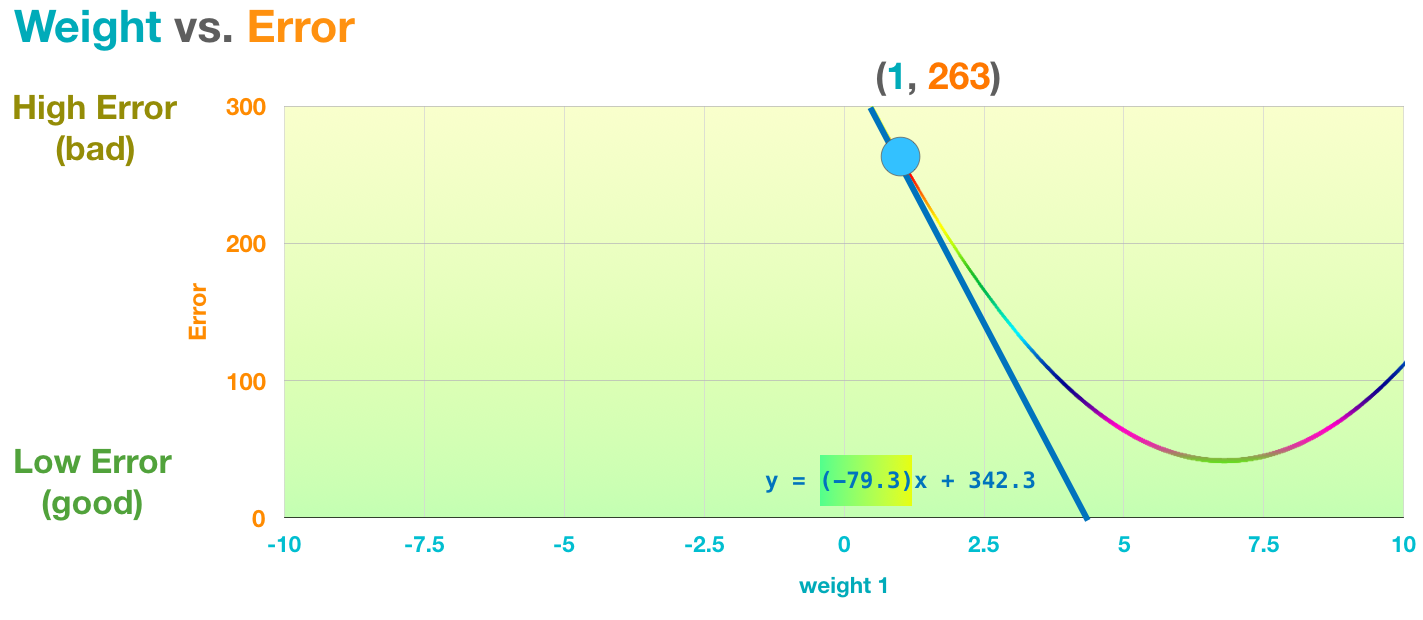 Weight vs. Error
(1, 263)
High Error
(bad)
300
200
Error
100
Low Error
(good)
y = (−79.3)x + 342.3
0
-10 -7.5 -5 -2.5 0 2.5 5 7.5 10
weight 1